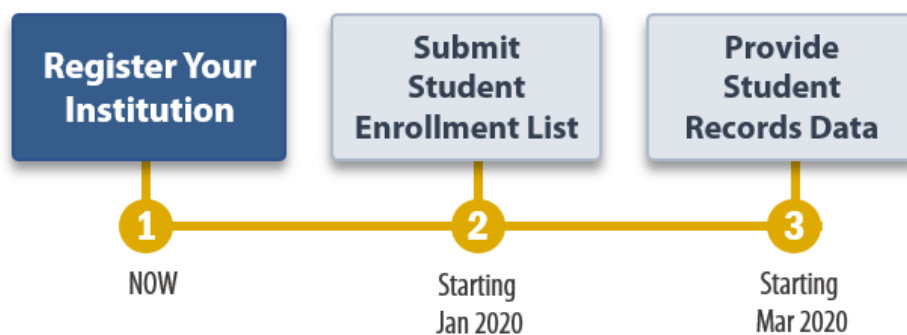 Register Your
Institution
Submit
Student
Enrollment List
Provide
Student
Records Data
1
2
3
NOW
Starting
Jan 2020
Starting
Mar 2020